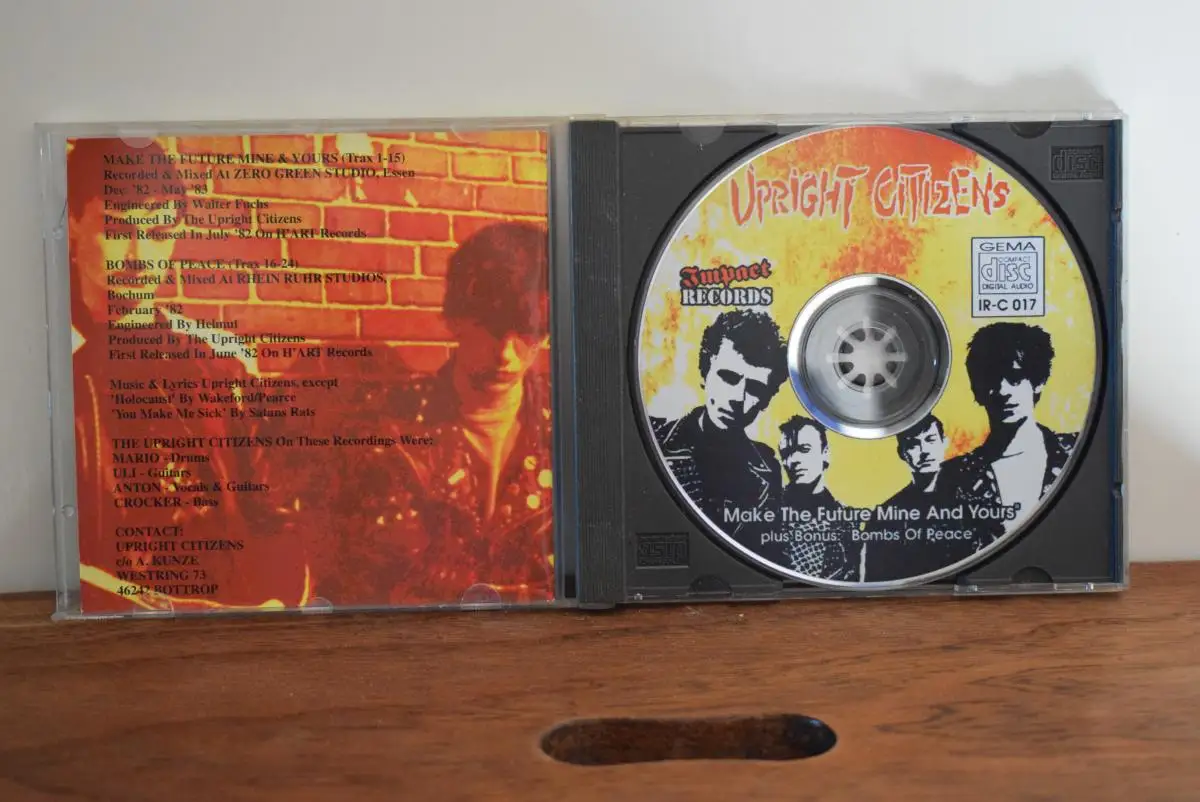 MAKE THE FUTURE MINE & YOURS (Trax 1-15)
Recorded & Mixed At ZERO GREEN STUDIO, Essen
Dec '82 - May '83
Engineered By Walter Fuchs
Produced By The Upright Citizens
First Released In July '82 On H'ART Records
BOMBS OF PEACE (Trax 16-24)
Recorded & Mixed At RHEIN RUHR STUDIOS,
Bochum
February '82
Engineered By Helmut
Produced By The Upright Citizens
First Released In June '82 On H'ART Records
Music & Lyrics Upright Citizens, except
'Holocaust' By Wakeford/Pearce
'You Make Me Sick' By Satans Rats
THE UPRIGHT CITIZENS On These Recordings Were:
MARIO - Drums
ULI - Guitars
ANTON - Vocals & Guitars
CROCKER - Bass
CONTACT:
UPRIGHT CITIZENS
c/o A. KUNZE
WESTRING 73
46242 BOTTROP
UPRIGHT CITIZENS
Impact
RECORDS
GEMA
COMPACT
disc
DIGITAL AUDIO
IR-C 017
Make The Future Mine And Yours"
plus Bonus: "Bombs Of Peace"
disc
disc